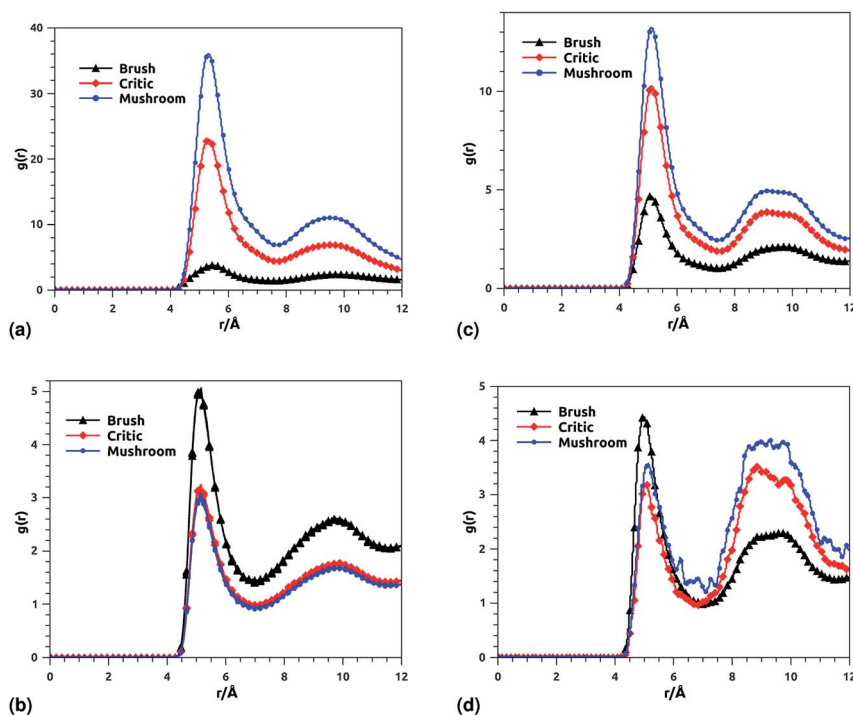 40
30
20
10
0
g(r)
Brush
Critic
Mushroom
0 2 4 6 8 10 12
r/Å
(a)
10
5
0
g(r)
Brush
Critic
Mushroom
0 2 4 6 8 10 12
r/Å
(c)
5
4
3
2
1
0
g(r)
Brush
Critic
Mushroom
0 2 4 6 8 10 12
r/Å
(b)
5
4
3
2
1
0
g(r)
Brush
Critic
Mushroom
0 2 4 6 8 10 12
r/Å
(d)